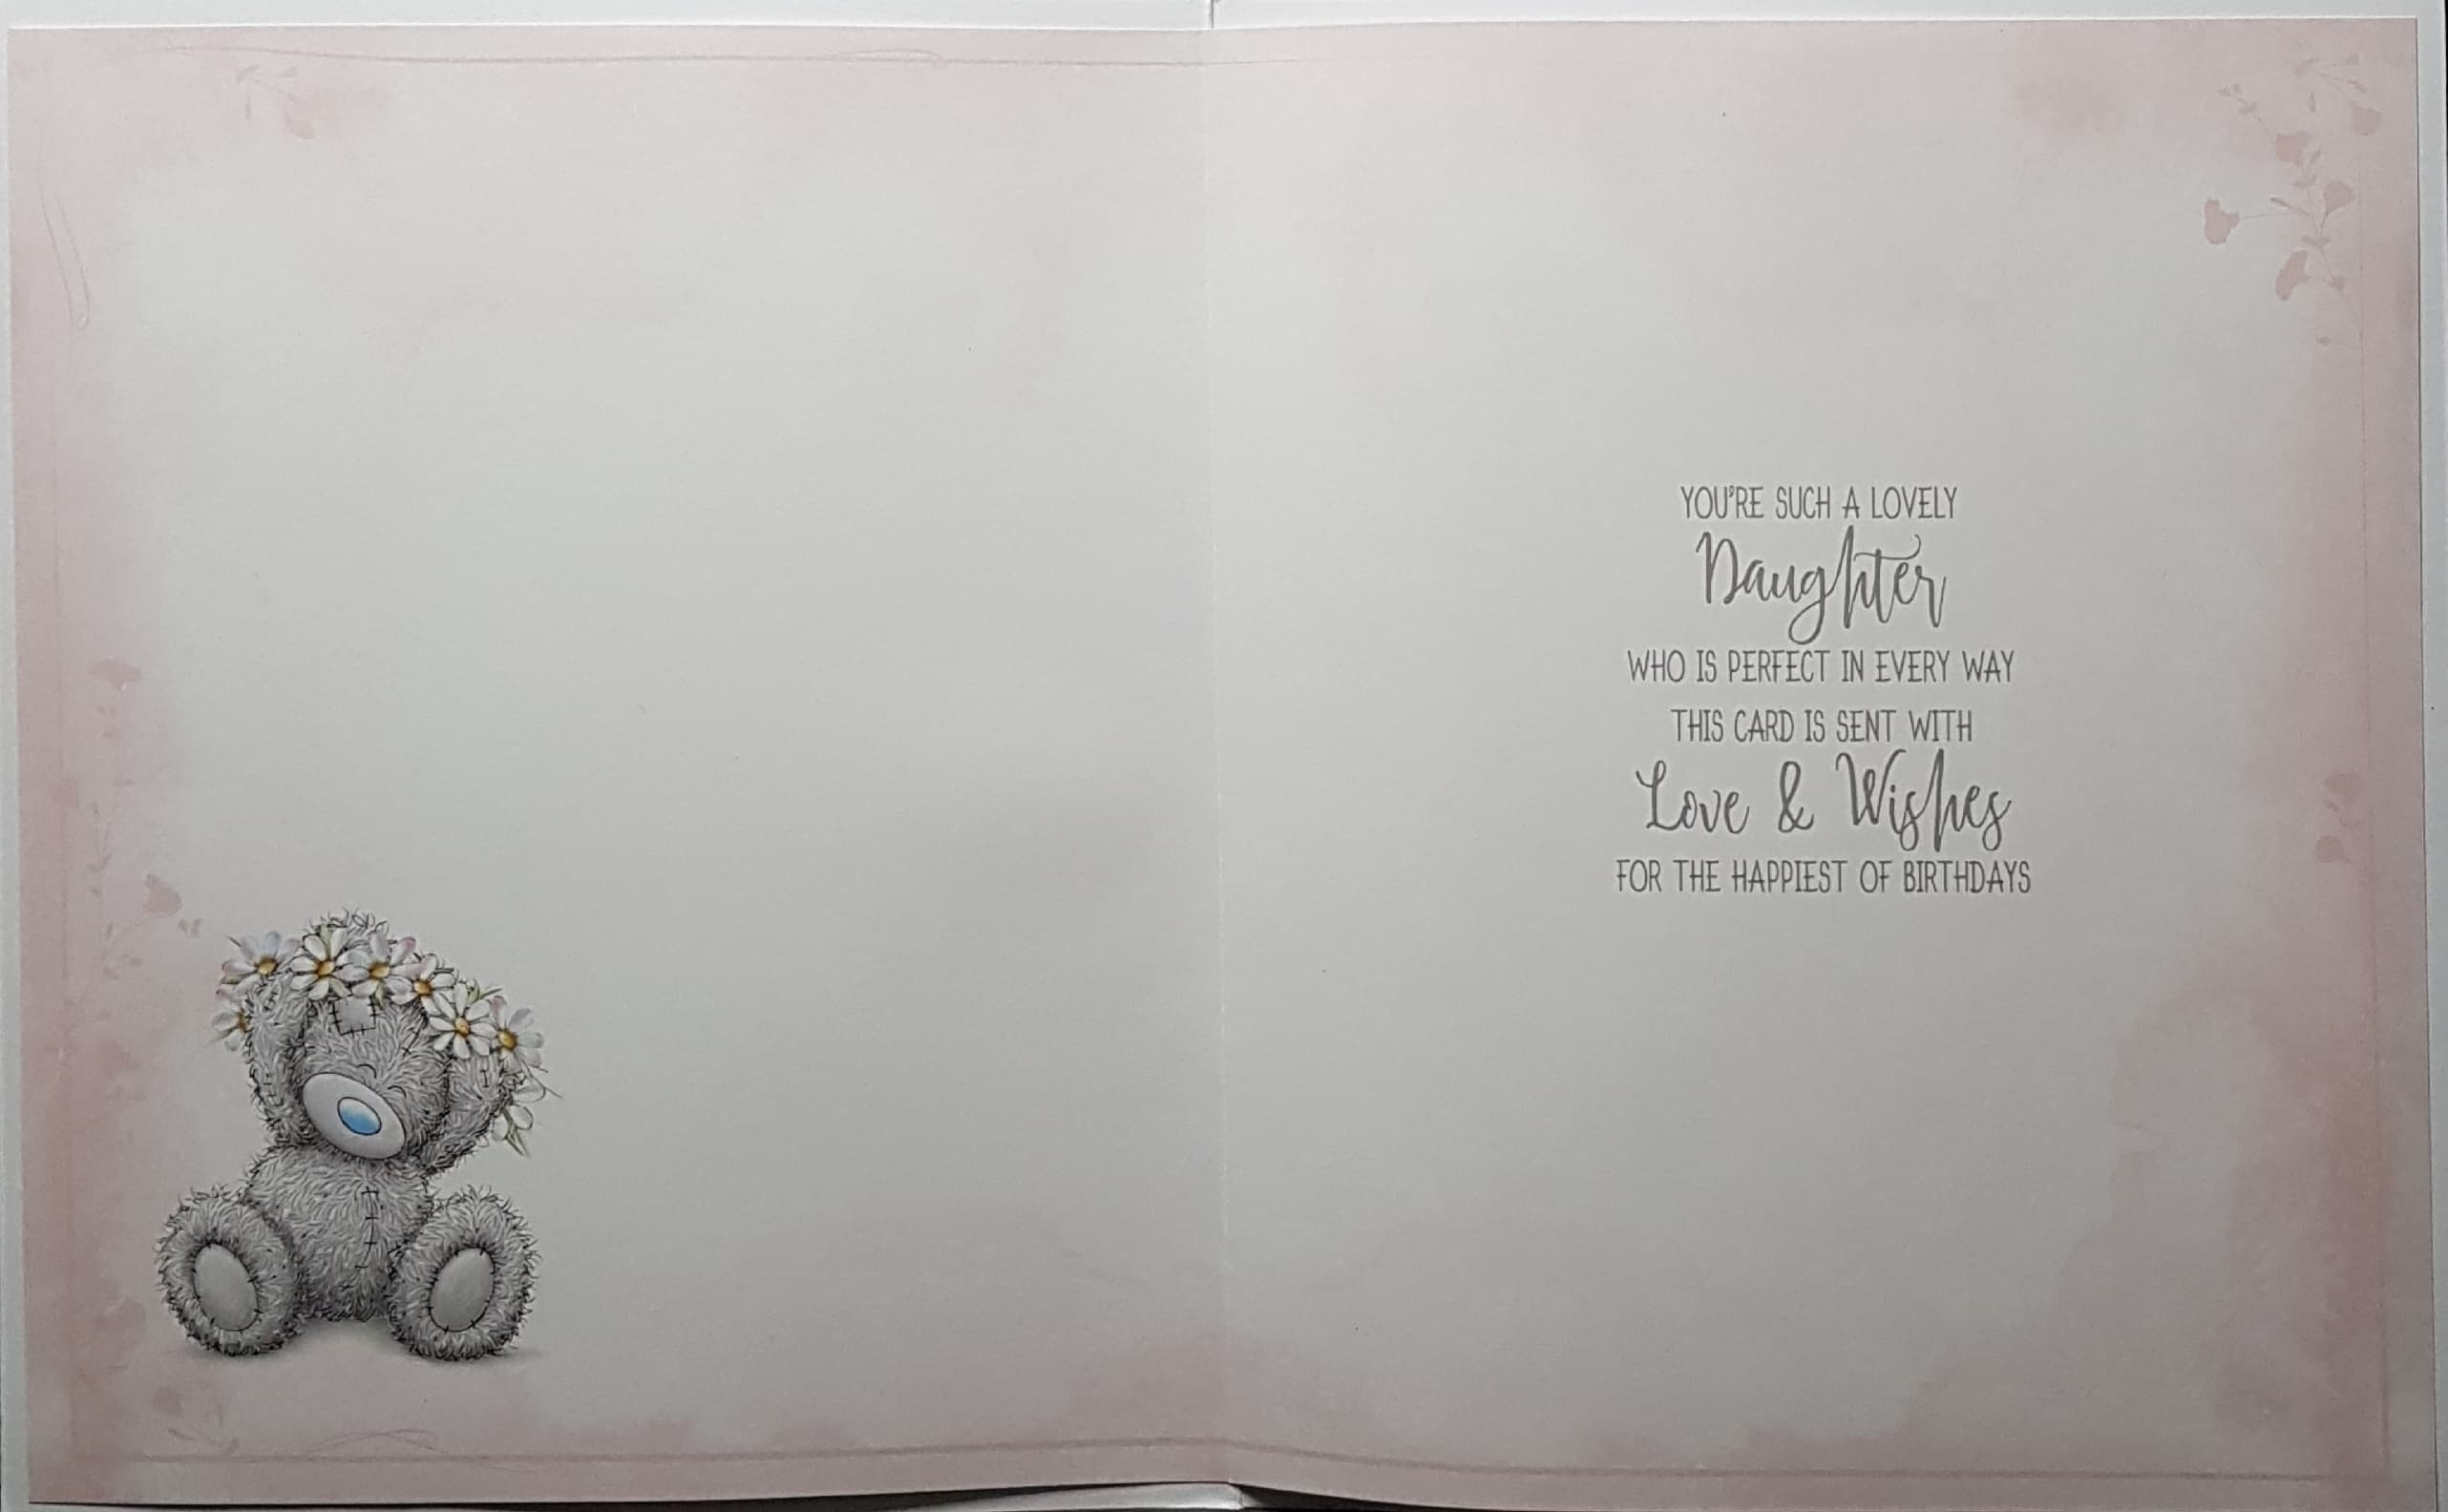 YOU'RE SUCH A LOVELY
Daughter
WHO IS PERFECT IN EVERY WAY
THIS CARD IS SENT WITH
Love & Wishes
FOR THE HAPPIEST OF BIRTHDAYS